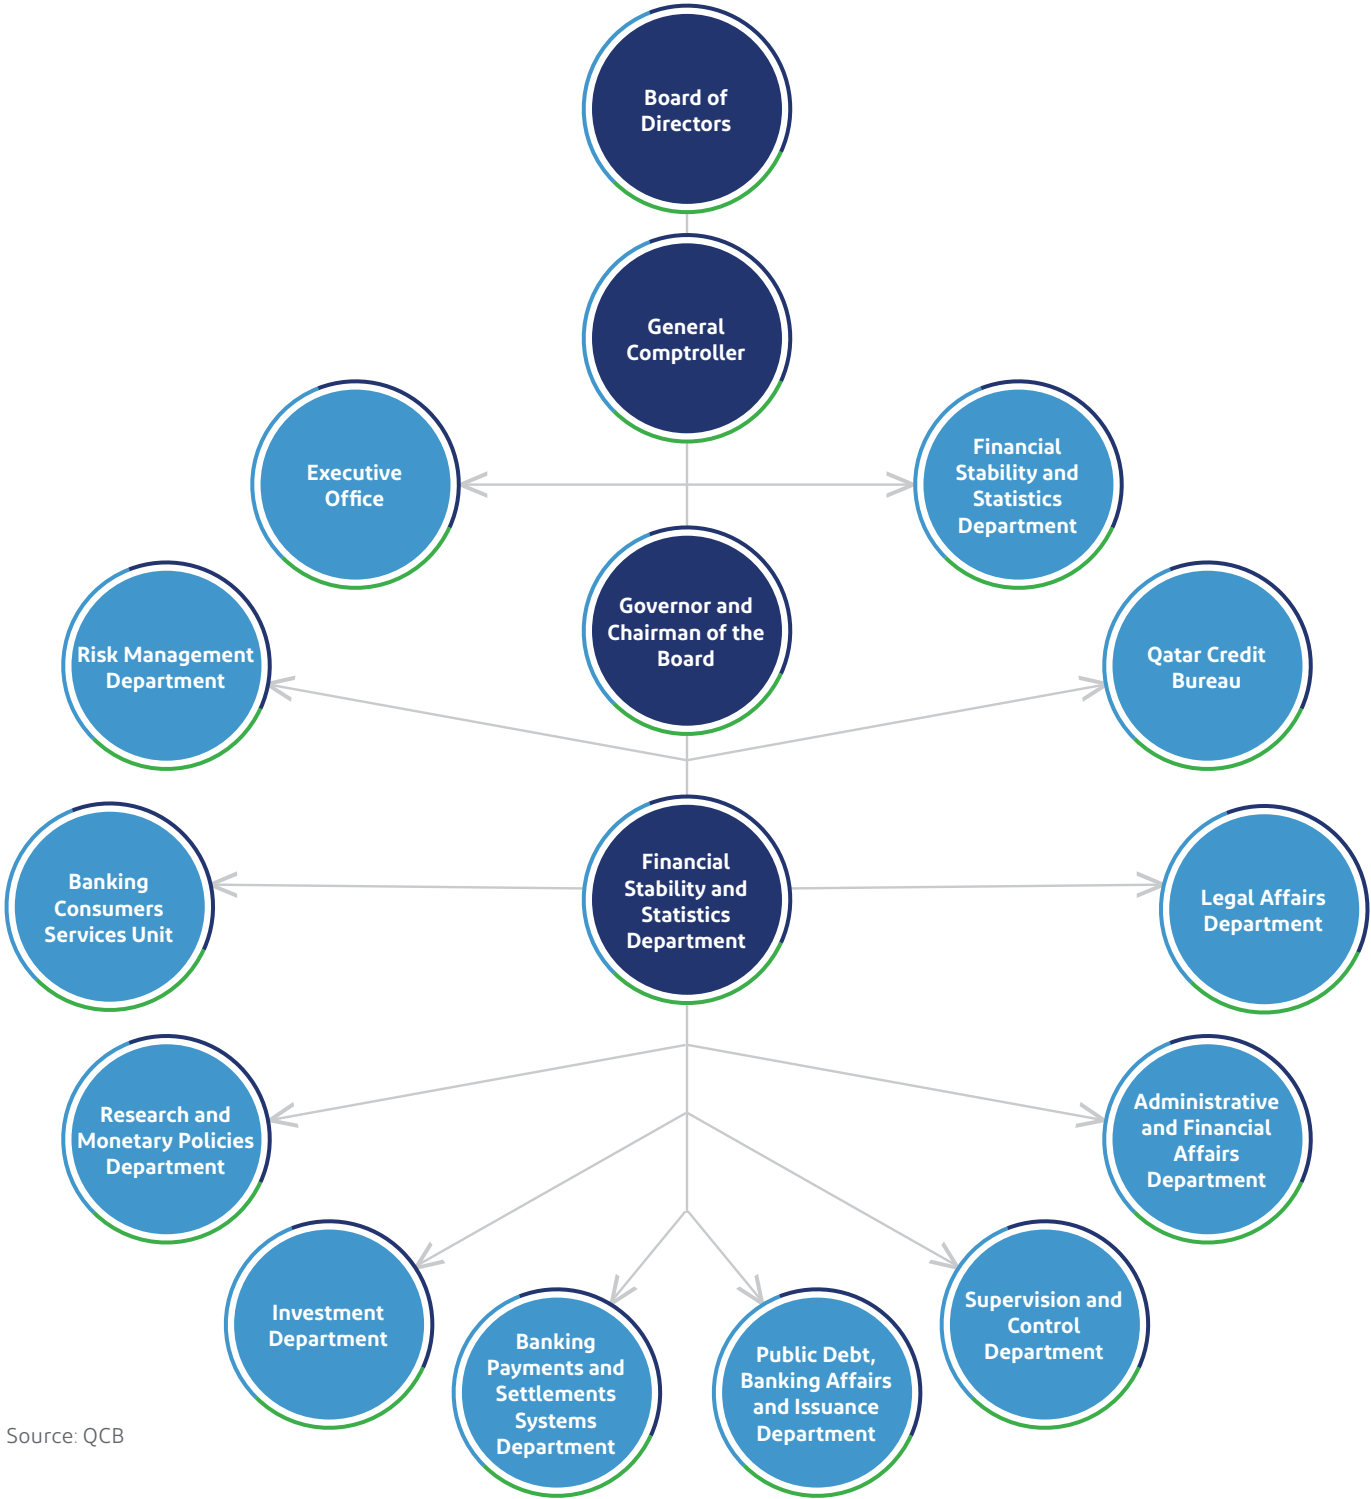 Board of
Directors
General
Comptroller
Executive
Office
Financial
Stability and
Statistics
Department
Governor and
Chairman of the
Board
Risk Management
Department
Qatar Credit
Bureau
Banking
Consumers
Services Unit
Financial
Stability and
Statistics
Department
Legal Affairs
Department
Research and
Monetary Policies
Department
Administrative
and Financial
Affairs
Department
Investment
Department
Banking
Payments and
Settlements
Systems
Department
Public Debt,
Banking Affairs
and Issuance
Department
Supervision and
Control
Department
Source: QCB